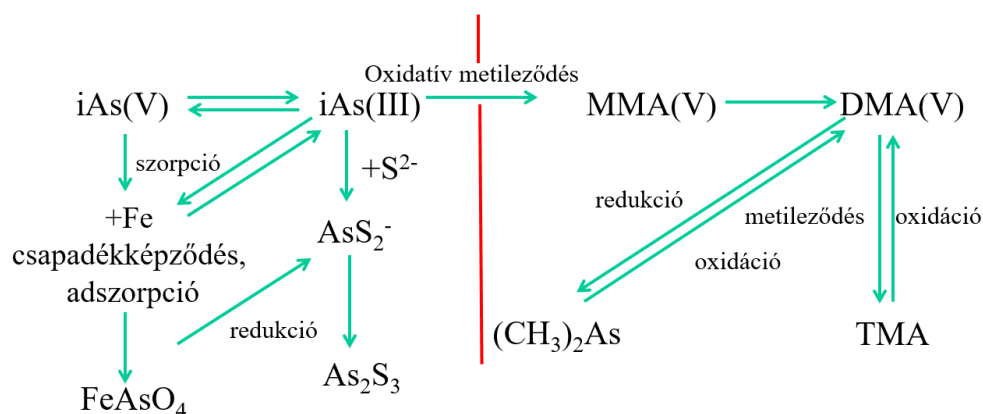 Oxidatív metileződés
iAs(V)
iAs(III)
MMA(V)
DMA(V)
szorpció
+S²⁻
redukció
metileződés
oxidáció
+Fe
csapadékképződés,
adszorpció
AsS₂⁻
oxidáció
redukció
(CH₃)₂As
TMA
As₂S₃
FeAsO₄